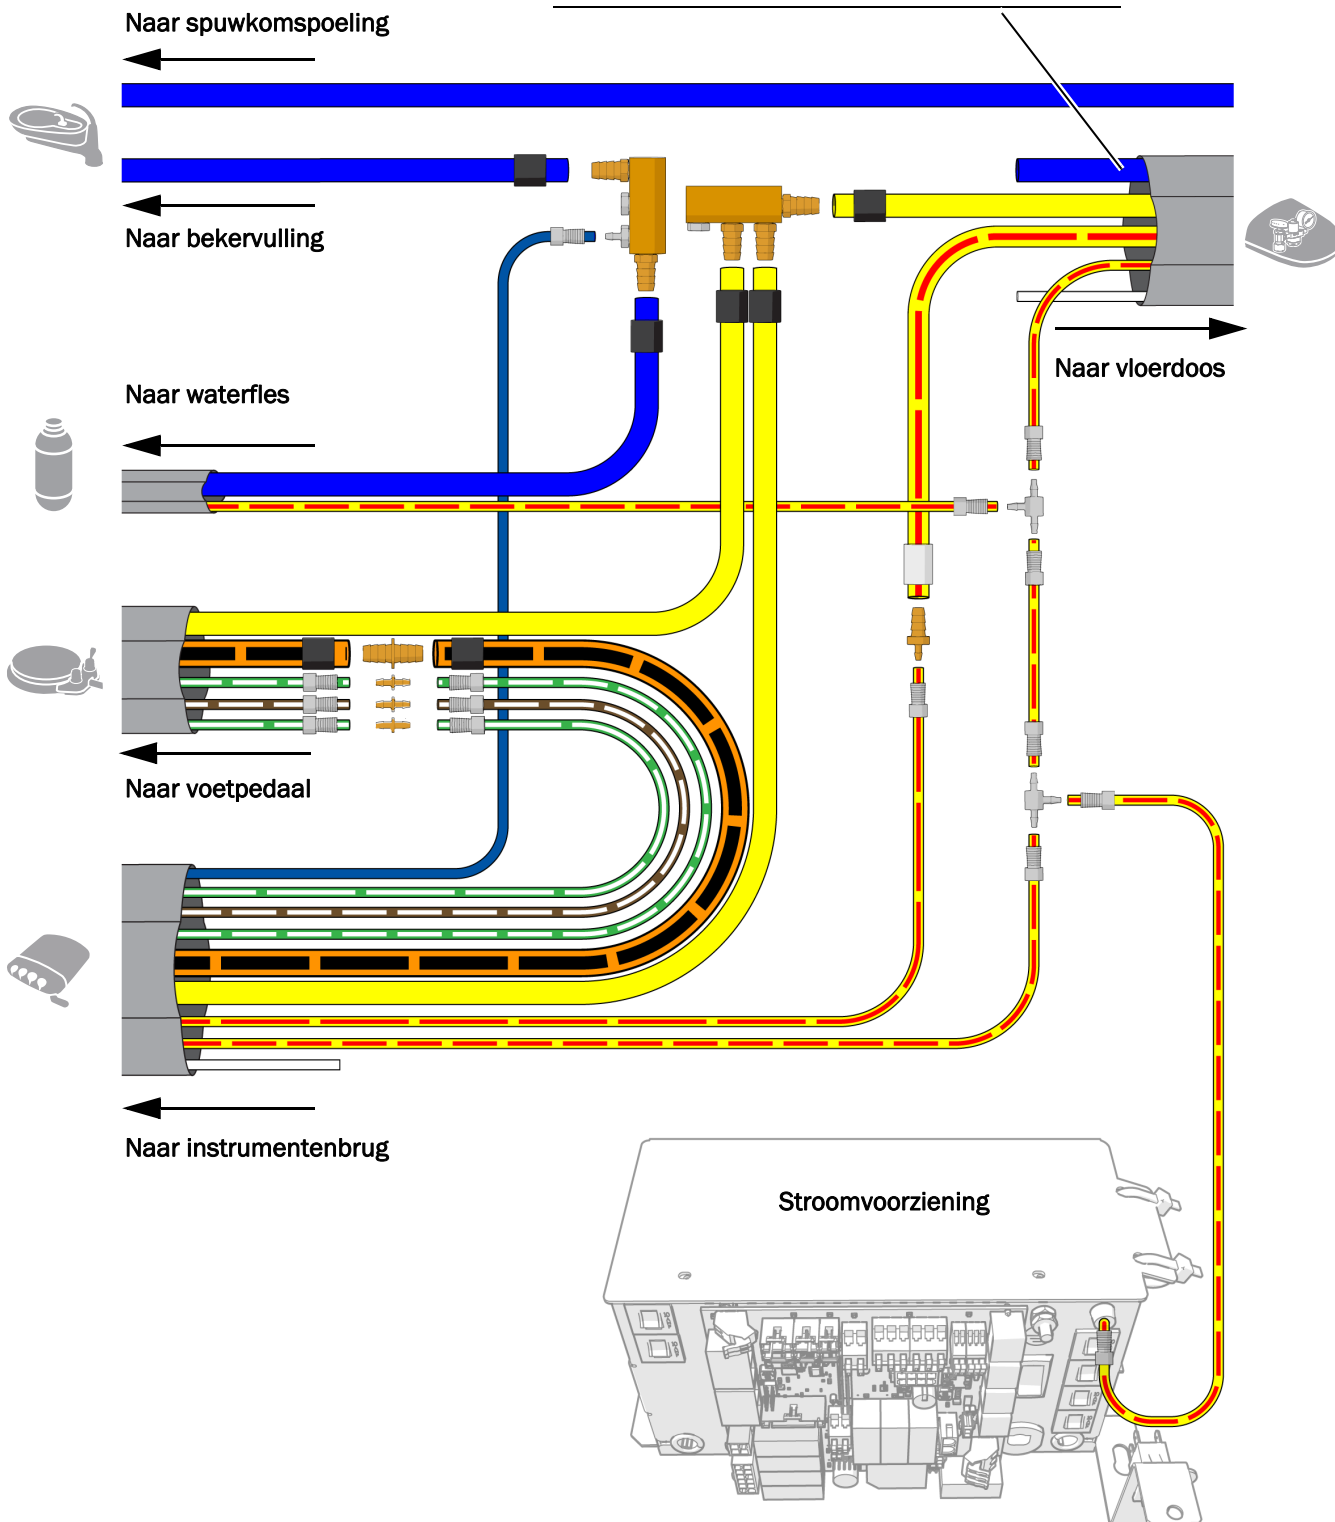 Naar spuwkomspoeling
Naar bekervulling
Naar vloerdoos
Naar waterfles
Naar voetpedaal
Naar instrumentenbrug
Stroomvoorziening